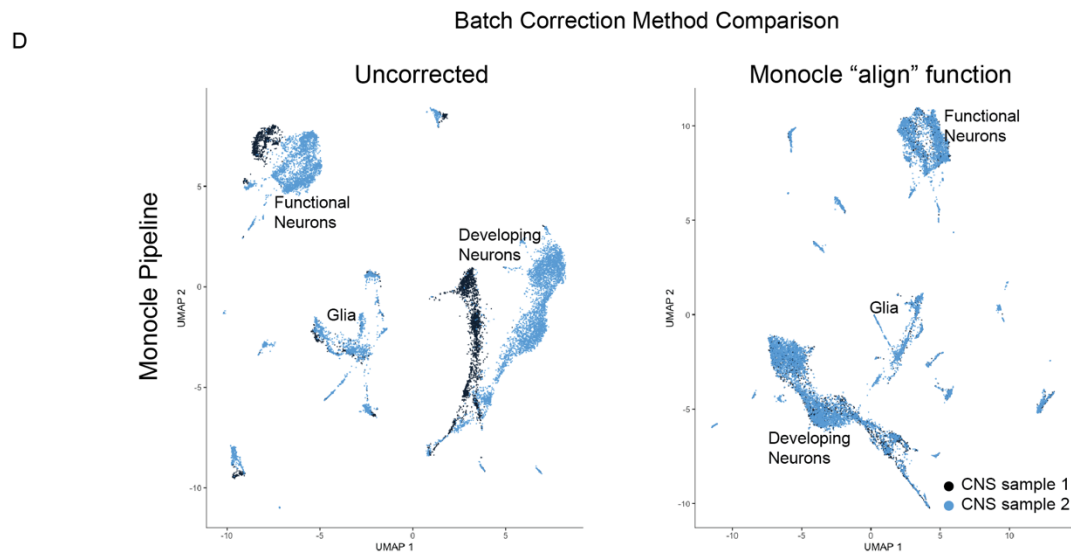 D
Batch Correction Method Comparison
Uncorrected
Monocle “align” function
Monocle Pipeline
UMAP 2
5
0
-5
-10
-10
-5
0
5
UMAP 1
Functional
Neurons
Developing
Neurons
Glia
UMAP 2
10
5
0
-5
-10
-10
-5
0
5
10
UMAP 1
Functional
Neurons
Glia
Developing
Neurons
CNS sample 1
CNS sample 2